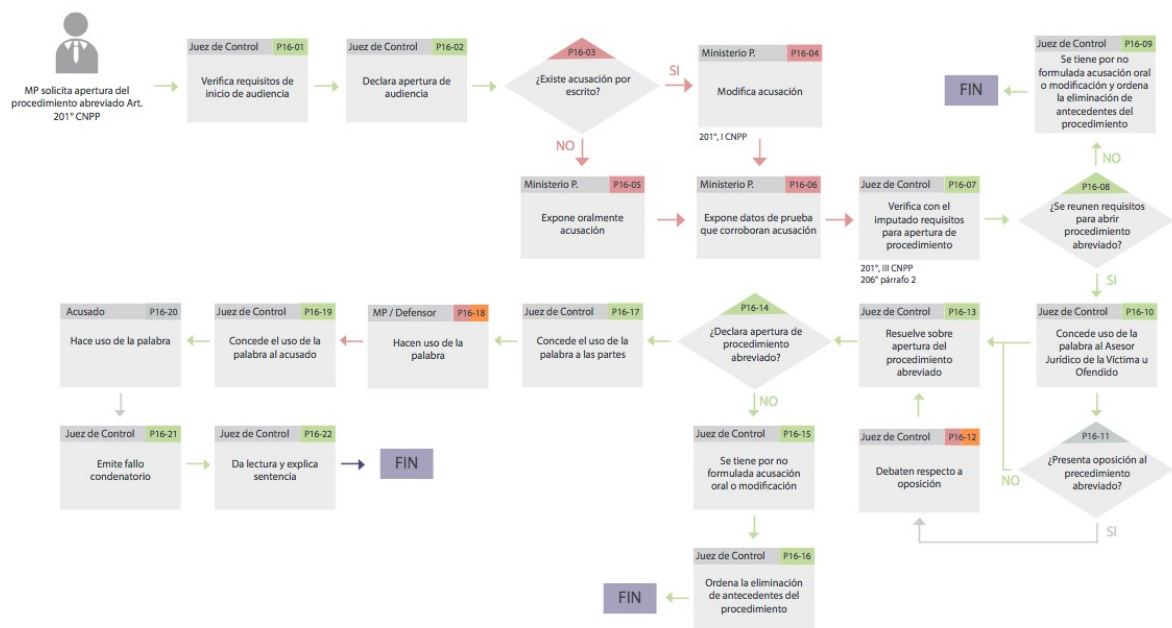 MP solicita apertura del
procedimiento abreviado Art.
201° CNPP
Juez de Control P16-01
Verifica requisitos de
inicio de audiencia
Juez de Control P16-02
Declara apertura de
audiencia
P16-03
¿Existe acusación por
escrito?
SI
NO
Ministerio P. P16-04
Modifica acusación
201°, I CNPP
Ministerio P. P16-05
Expone oralmente
acusación
Ministerio P. P16-06
Expone datos de prueba
que corroboran acusación
Juez de Control P16-07
Verifica con el
imputado requisitos
para apertura de
procedimiento
201°, III CNPP
206° párrafo 2
P16-08
¿Se reunen requisitos
para abrir
procedimiento
abreviado?
NO
SI
Juez de Control P16-09
Se tiene por no
formulada acusación oral
o modificación y ordena
la eliminación de
antecedentes del
procedimiento
FIN
Juez de Control P16-10
Concede uso de la
palabra al Asesor
Jurídico de la Víctima u
Ofendido
P16-11
¿Presenta oposición al
precedimiento
abreviado?
NO
SI
Juez de Control P16-12
Debaten respecto a
oposición
Juez de Control P16-13
Resuelve sobre
apertura del
procedimiento
abreviado
P16-14
¿Declara apertura de
procedimiento
abreviado?
NO
Juez de Control P16-15
Se tiene por no
formulada acusación
oral o modificación
Juez de Control P16-16
Ordena la eliminación
de antecedentes del
procedimiento
FIN
Juez de Control P16-17
Concede el uso de la
palabra a las partes
MP / Defensor P16-18
Hacen uso de la
palabra
Juez de Control P16-19
Concede el uso de la
palabra al acusado
Acusado P16-20
Hace uso de la palabra
Juez de Control P16-21
Emite fallo
condenatorio
Juez de Control P16-22
Da lectura y explica
sentencia
FIN